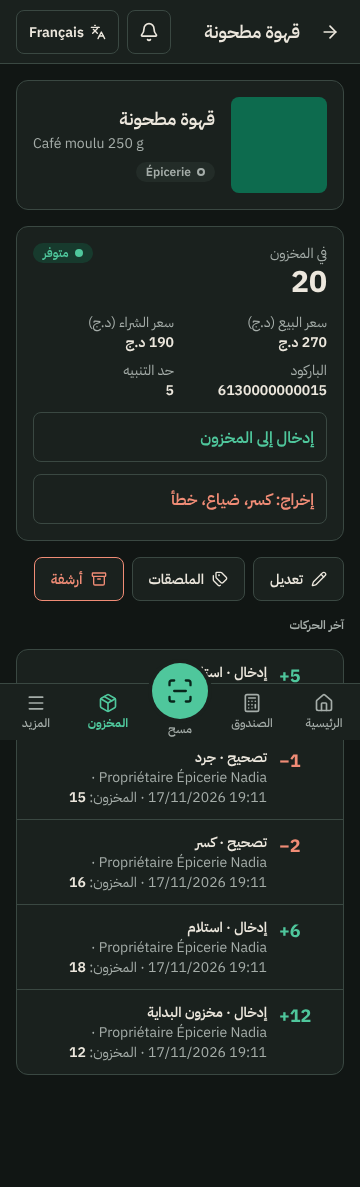 قهوة مطحونة
Français
قهوة مطحونة
Café moulu 250 g
Épicerie
في المخزون
متوفر
20
سعر البيع (د.ج)
270 د.ج
سعر الشراء (د.ج)
190 د.ج
الباركود
6130000000015
حد التنبيه
5
إدخال إلى المخزون
إخراج: كسر، ضياع، خطأ
تعديل
الملصقات
أرشفة
آخر الحركات
+5
إدخال ·
الرئيسية
الصندوق
مسح
المخزون
المزيد
−1
تصحيح · جرد
Propriétaire Épicerie Nadia ·
17/11/2026 19:11 · المخزون: 15
−2
تصحيح · كسر
Propriétaire Épicerie Nadia ·
17/11/2026 19:11 · المخزون: 16
+6
إدخال · استلام
Propriétaire Épicerie Nadia ·
17/11/2026 19:11 · المخزون: 18
+12
إدخال · مخزون البداية
Propriétaire Épicerie Nadia ·
17/11/2026 19:11 · المخزون: 12